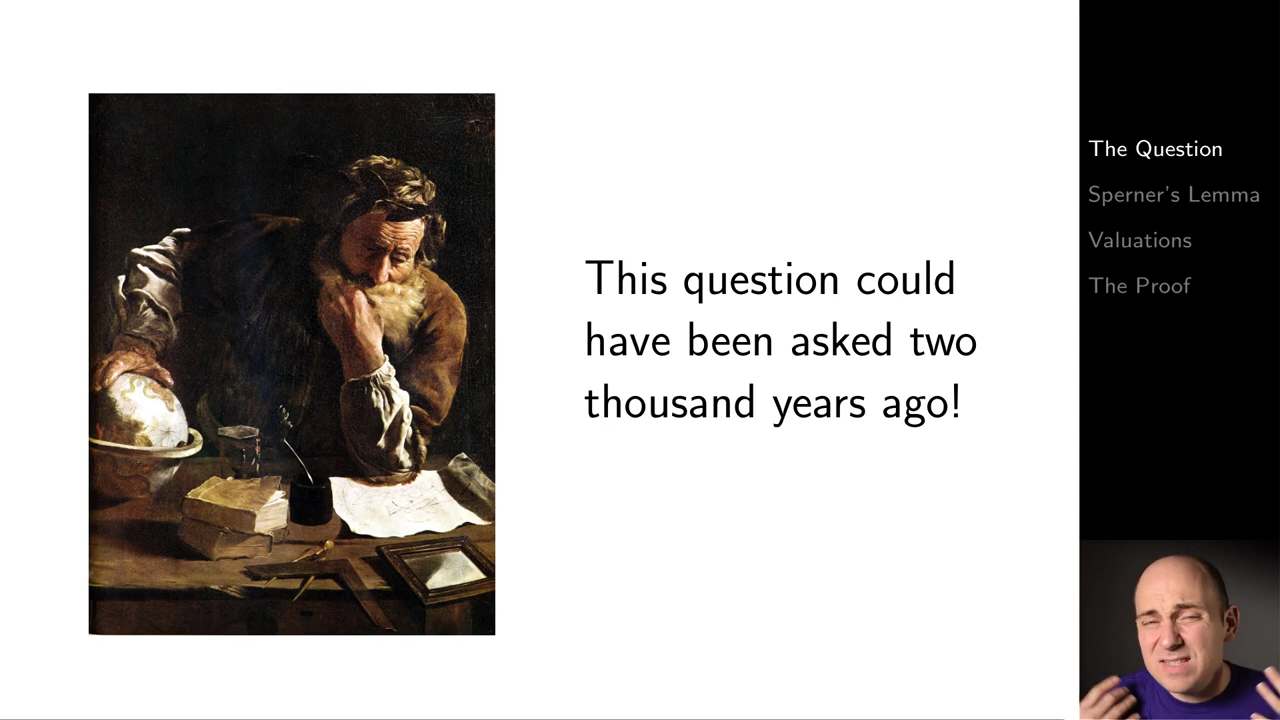 This question could
have been asked two
thousand years ago!
The Question
Sperner's Lemma
Valuations
The Proof